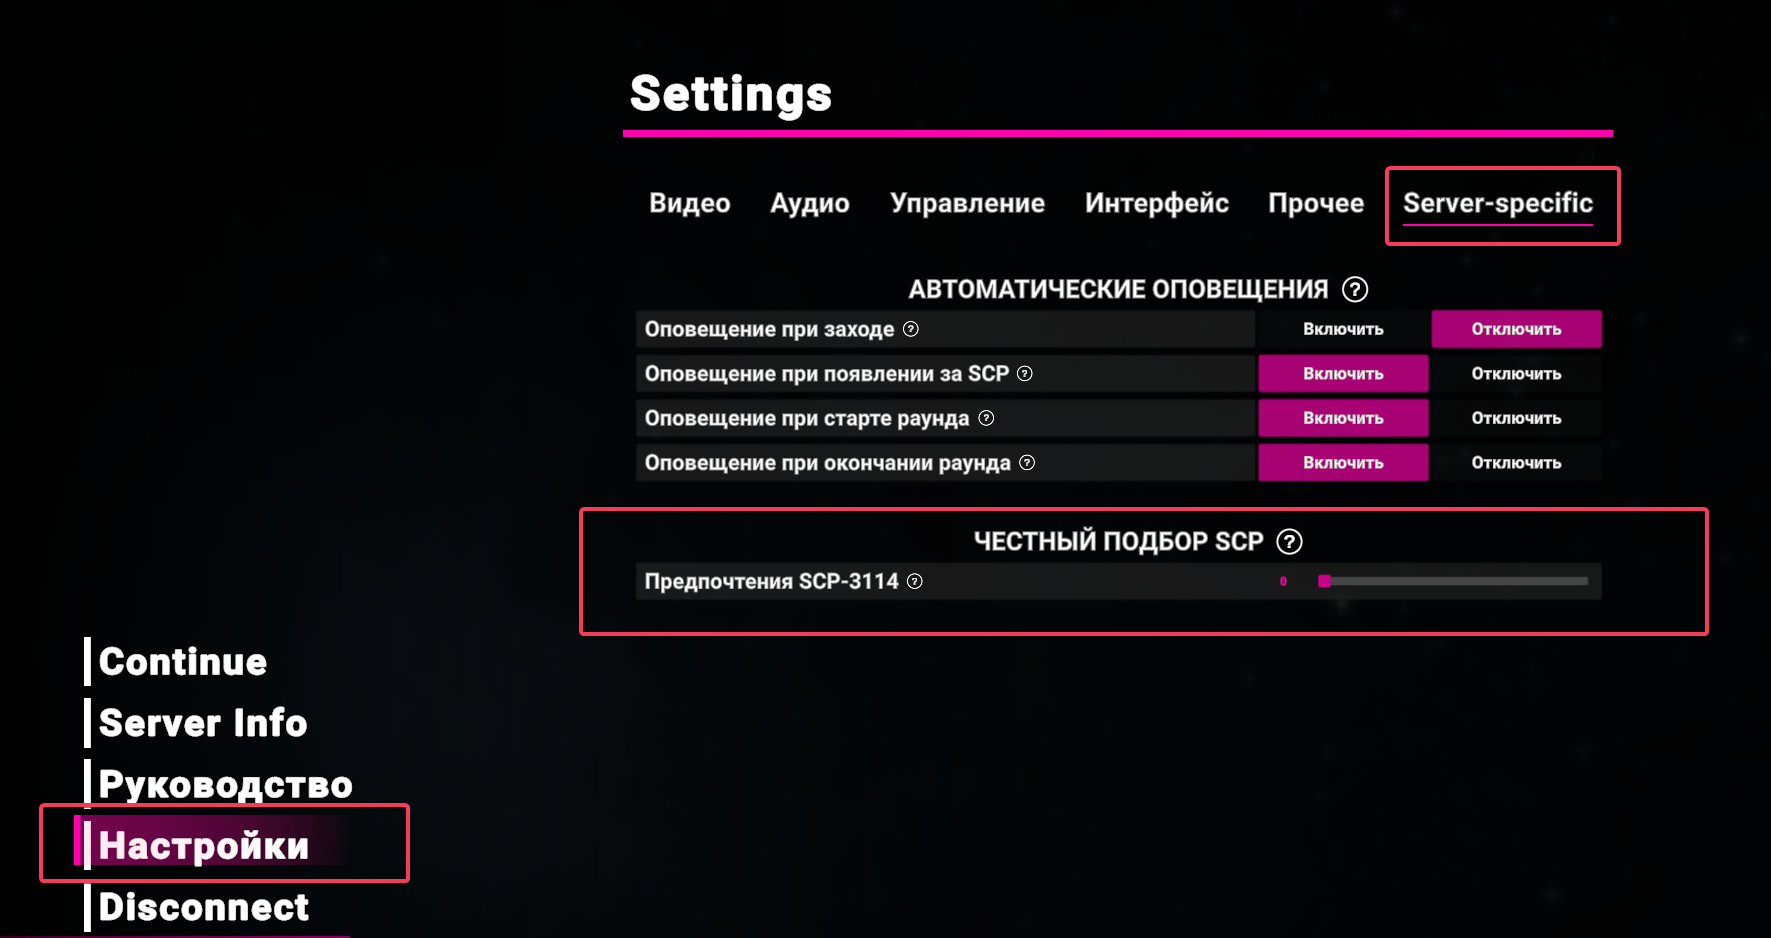 Settings
Видео Аудио Управление Интерфейс Прочее Server-specific
АВТОМАТИЧЕСКИЕ ОПОВЕЩЕНИЯ ?
Оповещение при заходе ? Включить Отключить
Оповещение при появлении за SCP ? Включить Отключить
Оповещение при старте раунда ? Включить Отключить
Оповещение при окончании раунда ? Включить Отключить
ЧЕСТНЫЙ ПОДБОР SCP ?
Предпочтения SCP-3114 ? 0
Continue
Server Info
Руководство
Настройки
Disconnect